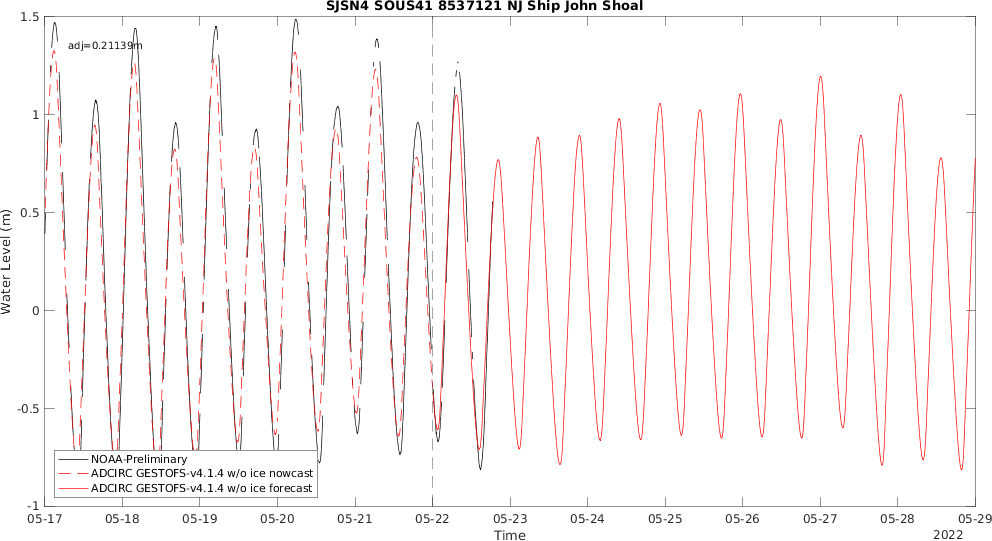 SJSN4 SOUS41 8537121 NJ Ship John Shoal
adj=0.21139m
1.5
1
0.5
0
-0.5
-1
Water Level (m)
NOAA-Preliminary
ADCIRC GESTOFS-v4.1.4 w/o ice nowcast
ADCIRC GESTOFS-v4.1.4 w/o ice forecast
05-17 05-18 05-19 05-20 05-21 05-22 05-23 05-24 05-25 05-26 05-27 05-28 05-29
Time
2022